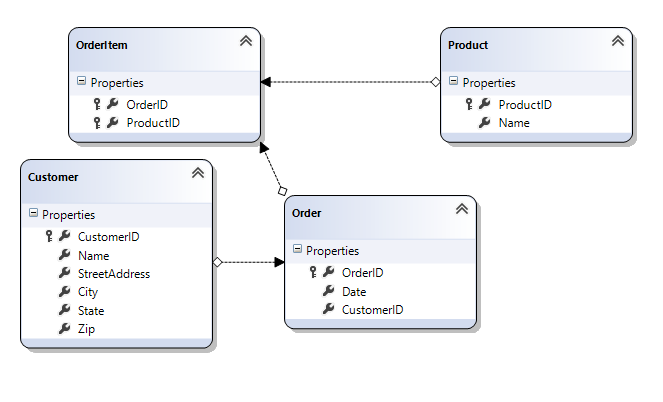 OrderItem
Properties
OrderID
ProductID
Product
Properties
ProductID
Name
Customer
Properties
CustomerID
Name
StreetAddress
City
State
Zip
Order
Properties
OrderID
Date
CustomerID